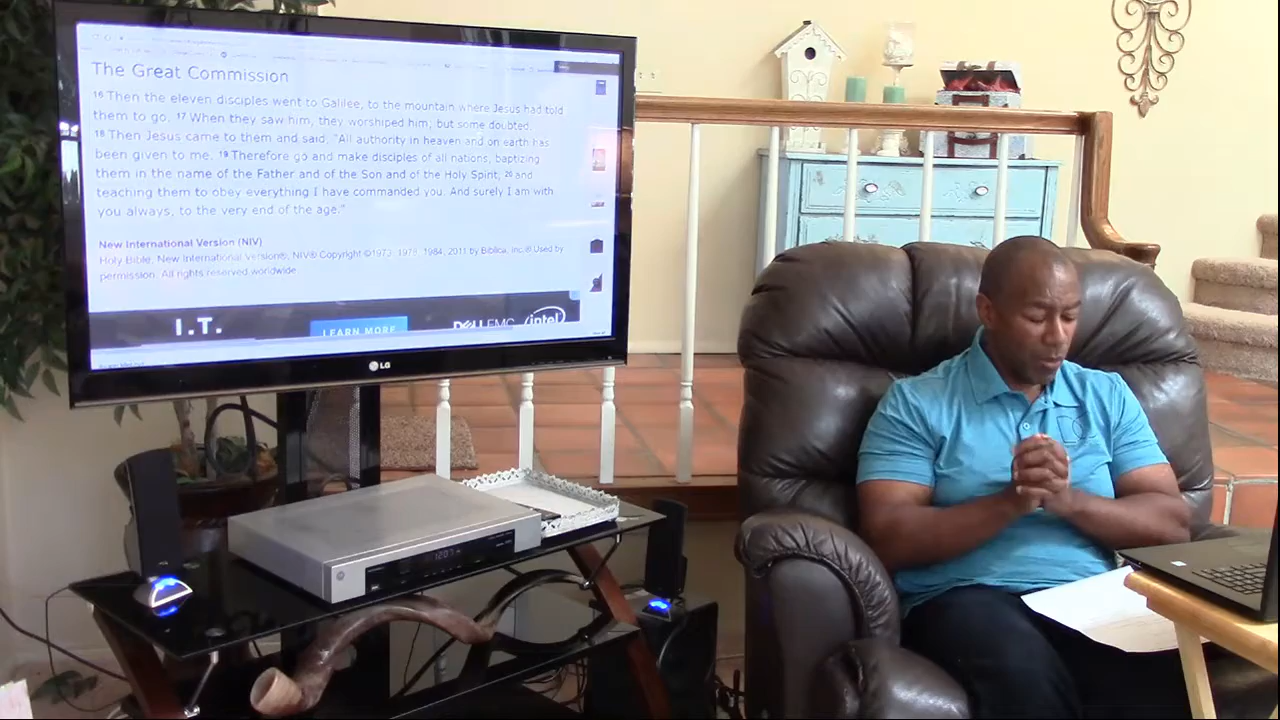 The Great Commission
16 Then the eleven disciples went to Galilee, to the mountain where Jesus had told
them to go. 17 When they saw him, they worshiped him; but some doubted.
18 Then Jesus came to them and said, "All authority in heaven and on earth has
been given to me. 19 Therefore go and make disciples of all nations, baptizing
them in the name of the Father and of the Son and of the Holy Spirit, 20 and
teaching them to obey everything I have commanded you. And surely I am with
you always, to the very end of the age."
New International Version (NIV)
Holy Bible, New International Version®, NIV® Copyright ©1973, 1978, 1984, 2011 by Biblica, Inc.® Used by
permission. All rights reserved worldwide.
I.T.
LEARN MORE
DELL EMC
intel
LG